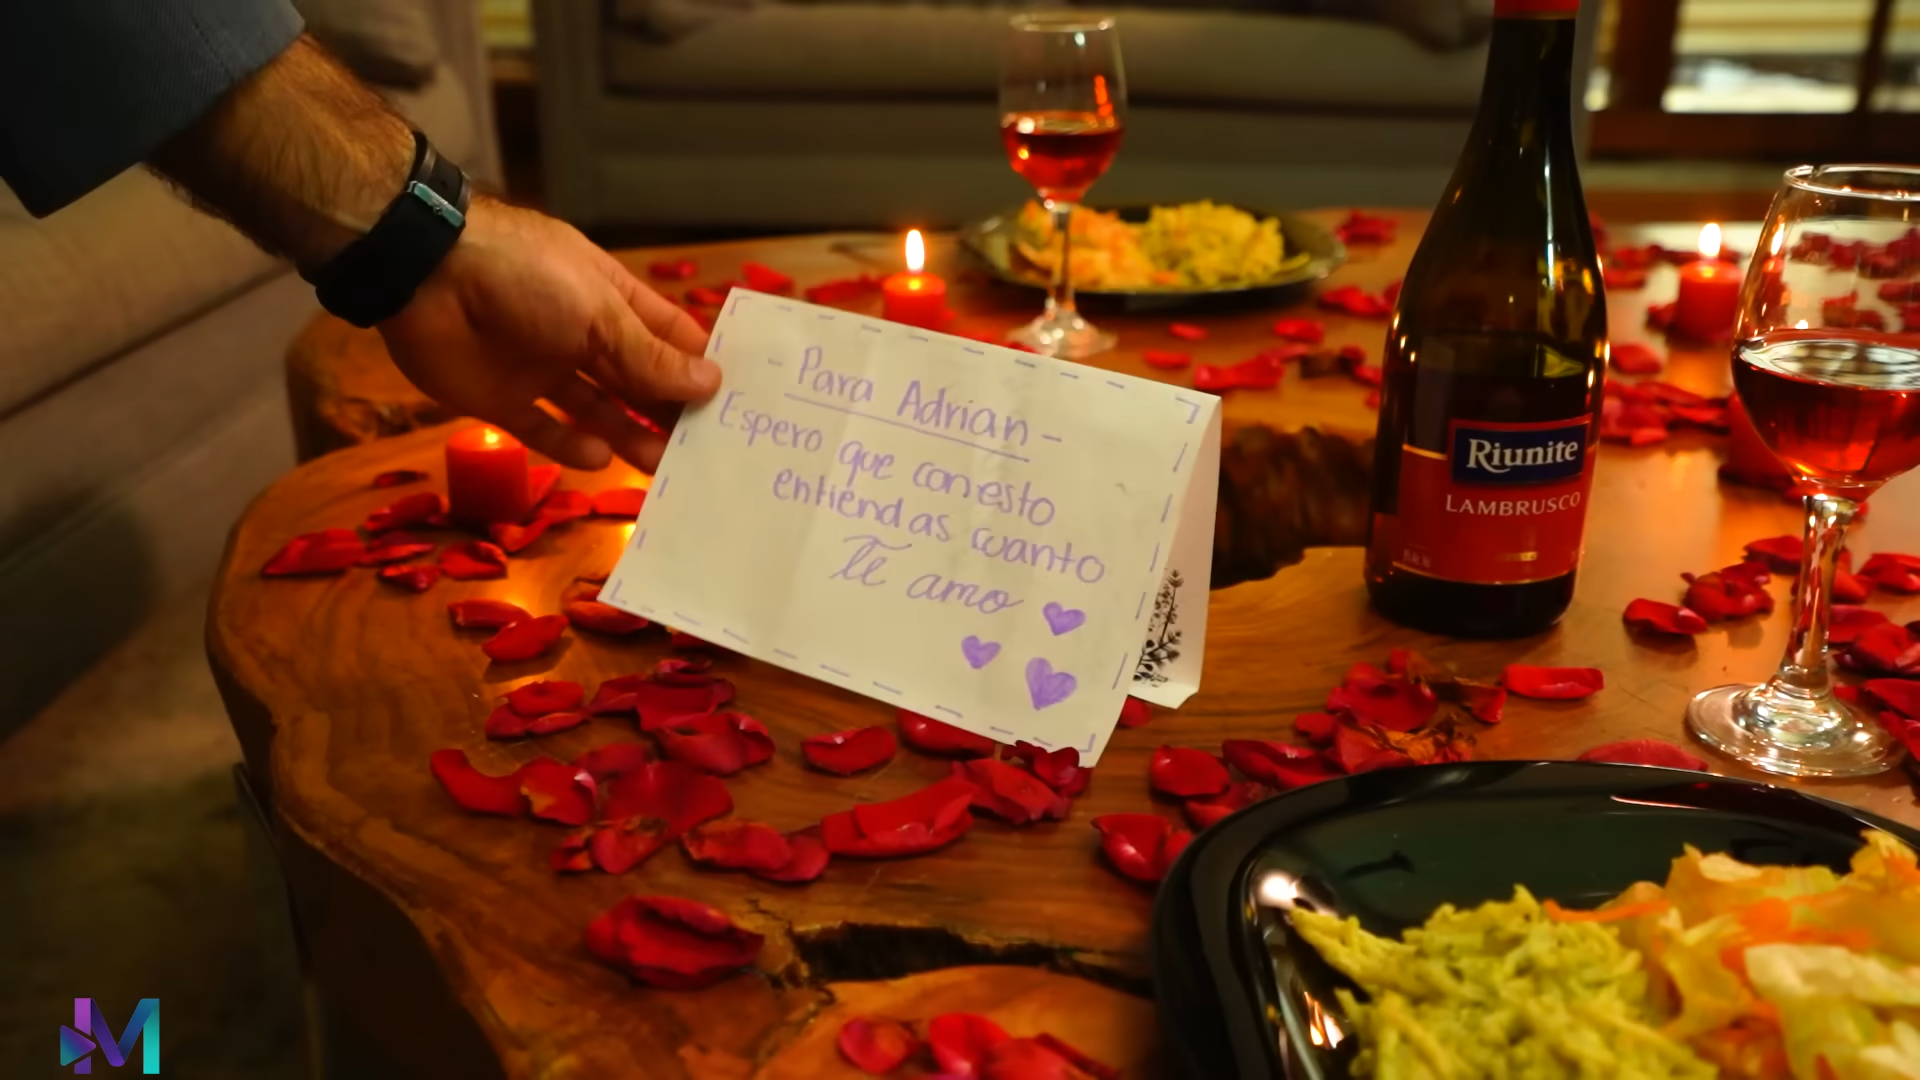 - Para Adrian -
Espero que con esto
entiendas cuanto
Te amo
Riunite
LAMBRUSCO
M